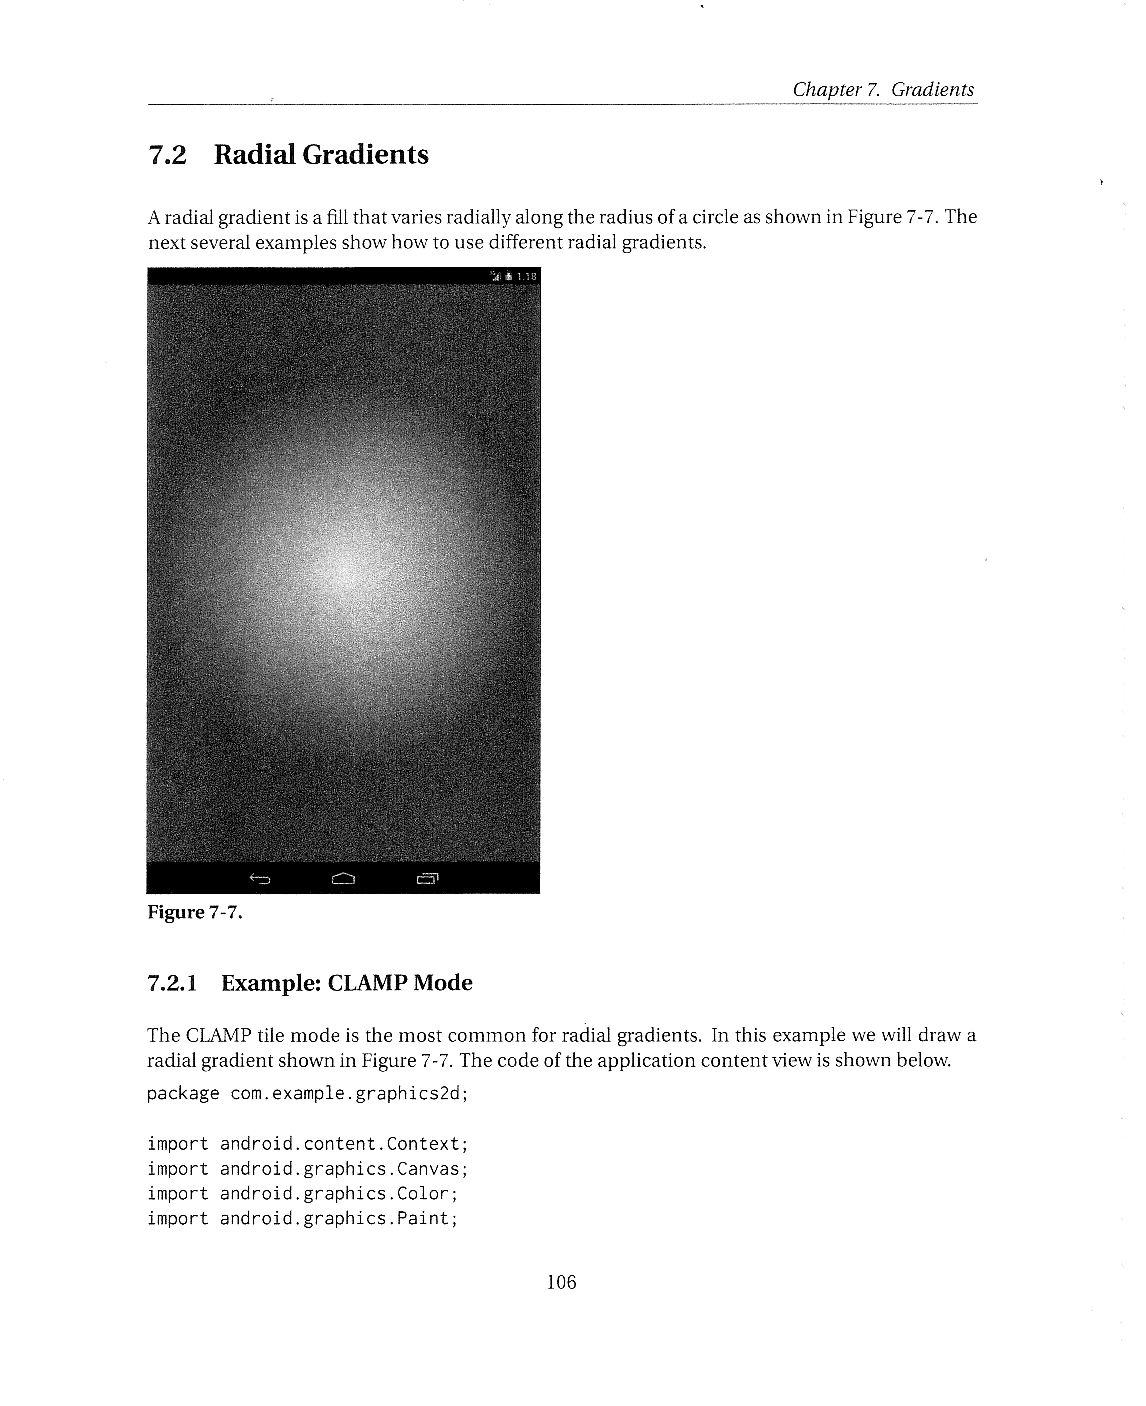 Chapter 7. Gradients
7.2 Radial Gradients
A radial gradient is a fill that varies radially along the radius of a circle as shown in Figure 7-7. The
next several examples show how to use different radial gradients.
1:18
Figure 7-7.
7.2.1 Example: CLAMP Mode
The CLAMP tile mode is the most common for radial gradients. In this example we will draw a
radial gradient shown in Figure 7-7. The code of the application content view is shown below.
package com.example.graphics2d;
import android.content.Context;
import android.graphics.Canvas;
import android.graphics.Color;
import android.graphics.Paint;
106